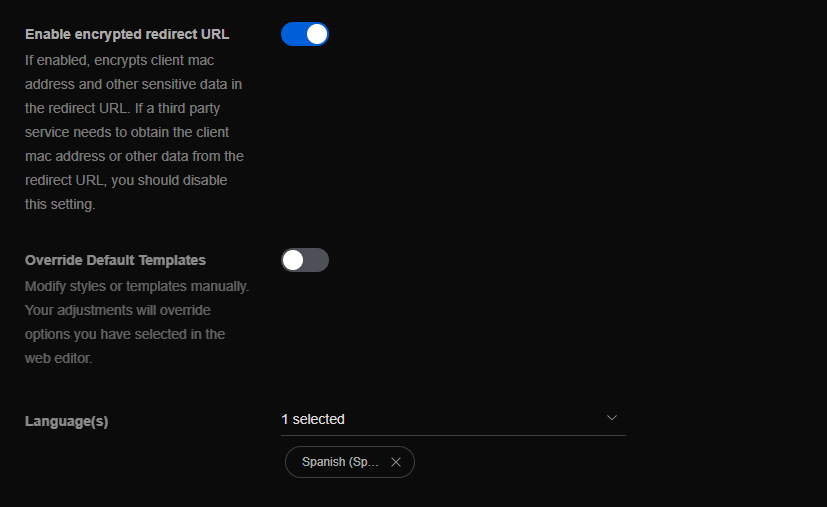 Enable encrypted redirect URL
If enabled, encrypts client mac
address and other sensitive data in
the redirect URL. If a third party
service needs to obtain the client
mac address or other data from the
redirect URL, you should disable
this setting.
Override Default Templates
Modify styles or templates manually.
Your adjustments will override
options you have selected in the
web editor.
Language(s)
1 selected
Spanish (Sp...